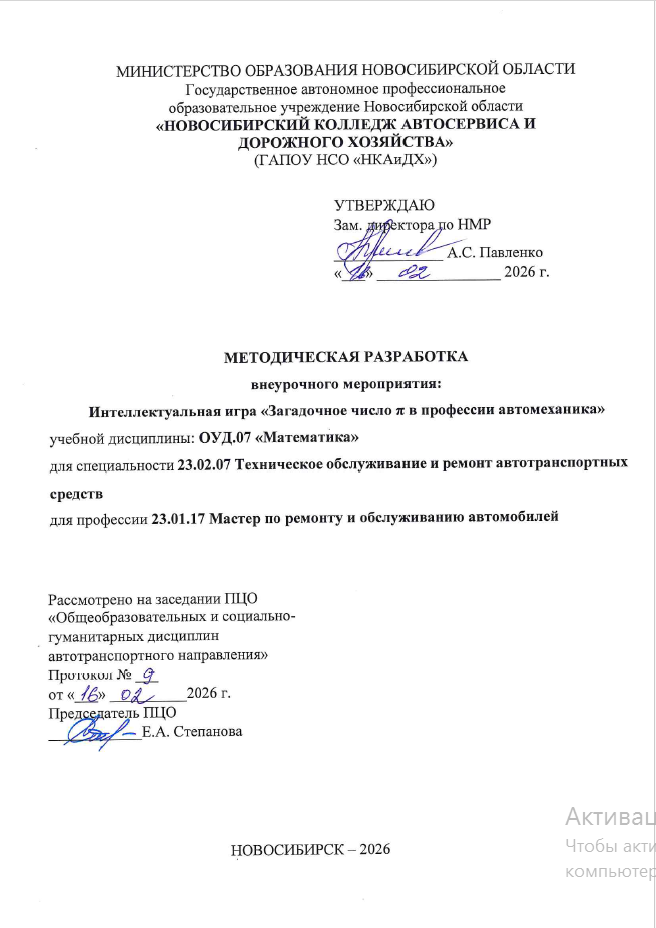 МИНИСТЕРСТВО ОБРАЗОВАНИЯ НОВОСИБИРСКОЙ ОБЛАСТИ
Государственное автономное профессиональное
образовательное учреждение Новосибирской области
«НОВОСИБИРСКИЙ КОЛЛЕДЖ АВТОСЕРВИСА И
ДОРОЖНОГО ХОЗЯЙСТВА»
(ГАПОУ НСО «НКАиДХ»)
УТВЕРЖДАЮ
Зам. директора по НМР
А.С. Павленко
«16» 02 2026 г.
МЕТОДИЧЕСКАЯ РАЗРАБОТКА
внеурочного мероприятия:
Интеллектуальная игра «Загадочное число π в профессии автомеханика»
учебной дисциплины: ОУД.07 «Математика»
для специальности 23.02.07 Техническое обслуживание и ремонт автотранспортных
средств
для профессии 23.01.17 Мастер по ремонту и обслуживанию автомобилей
Рассмотрено на заседании ПЦО
«Общеобразовательных и социально-
гуманитарных дисциплин
автотранспортного направления»
Протокол № 9
от «16» 02 2026 г.
Председатель ПЦО
Е.А. Степанова
НОВОСИБИРСК – 2026
Активац
Чтобы акти
компьютер